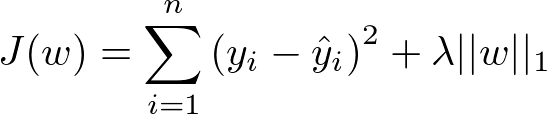 J(w) = \sum_{i=1}^{n} (y_i - \hat{y}_i)^2 + \lambda||w||_1